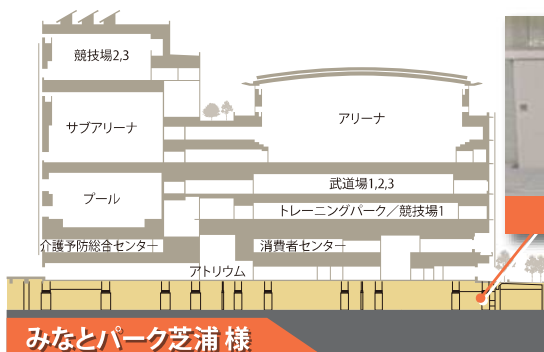 競技場2,3
サブアリーナ
アリーナ
プール
武道場1,2,3
トレーニングパーク／競技場1
介護予防総合センター
消費者センター
アトリウム
みなとパーク芝浦 様